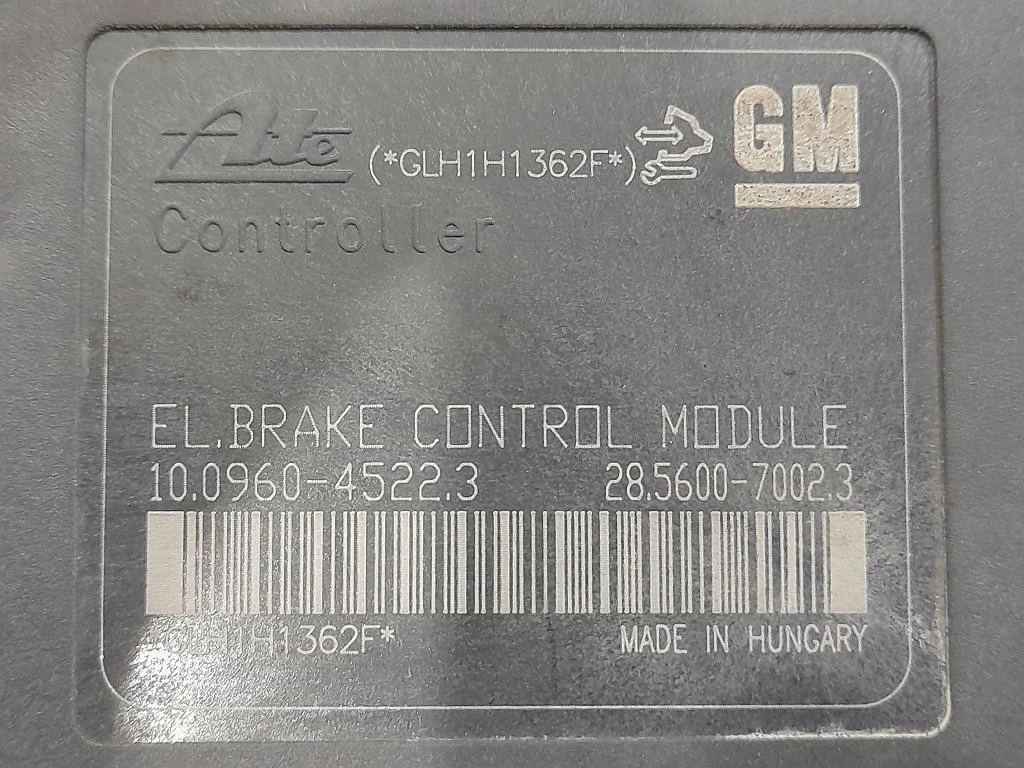 Ate (*GLH1H1362F*) GM
Controller
EL.BRAKE CONTROL MODULE
10.0960-4522.3 28.5600-7002.3
*GLH1H1362F* MADE IN HUNGARY